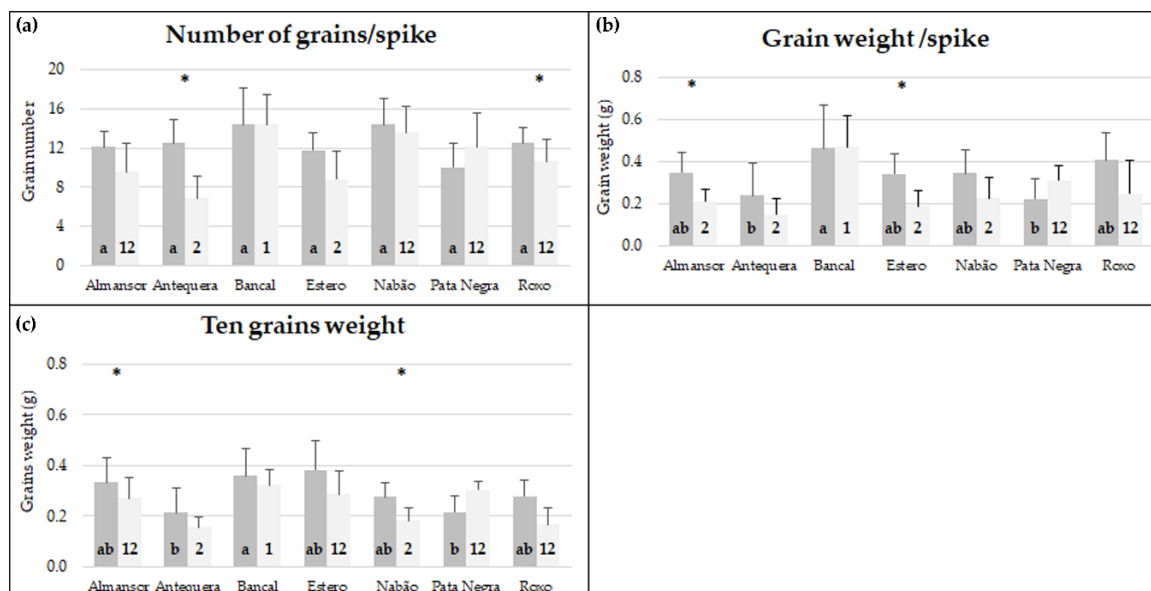 (a)
Number of grains/spike
Grain number
20
16
12
8
4
0
* *
a 12 a 2 a 1 a 2 a 12 a 12 a 12
Almansor Antequera Bancal Estero Nabão Pata Negra Roxo
(b)
Grain weight /spike
Grain weight (g)
0.8
0.6
0.4
0.2
0.0
* *
ab 2 b 2 a 1 ab 2 ab 2 b 12 ab 12
Almansor Antequera Bancal Estero Nabão Pata Negra Roxo
(c)
Ten grains weight
Grains weight (g)
0.8
0.6
0.4
0.2
0.0
* *
ab 12 b 2 a 1 ab 12 ab 2 b 12 ab 12
Almansor Antequera Bancal Estero Nabão Pata Negra Roxo